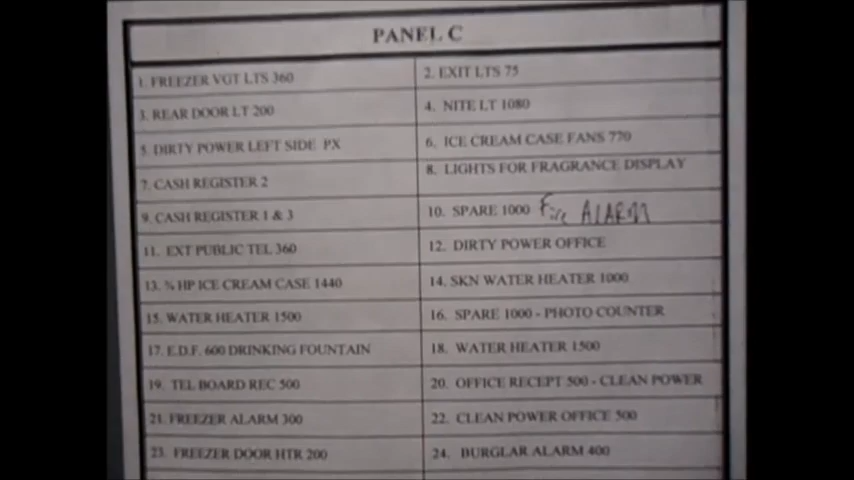 PANEL C
1. FREEZER VGT LTS 360
2. EXIT LTS 75
3. REAR DOOR LT 200
4. NITE LT 1080
5. DIRTY POWER LEFT SIDE PX
6. ICE CREAM CASE FANS 770
7. CASH REGISTER 2
8. LIGHTS FOR FRAGRANCE DISPLAY
9. CASH REGISTER 1 & 3
10. SPARE 1000 Fire ALARM
11. EXT PUBLIC TEL 360
12. DIRTY POWER OFFICE
13. HP ICE CREAM CASE 1440
14. SKN WATER HEATER 1000
15. WATER HEATER 1500
16. SPARE 1000 - PHOTO COUNTER
17. E.D.F. 600 DRINKING FOUNTAIN
18. WATER HEATER 1500
19. TEL BOARD REC 500
20. OFFICE RECEPT 500 - CLEAN POWER
21. FREEZER ALARM 300
22. CLEAN POWER OFFICE 500
23. FREEZER DOOR HTR 200
24. BURGLAR ALARM 400